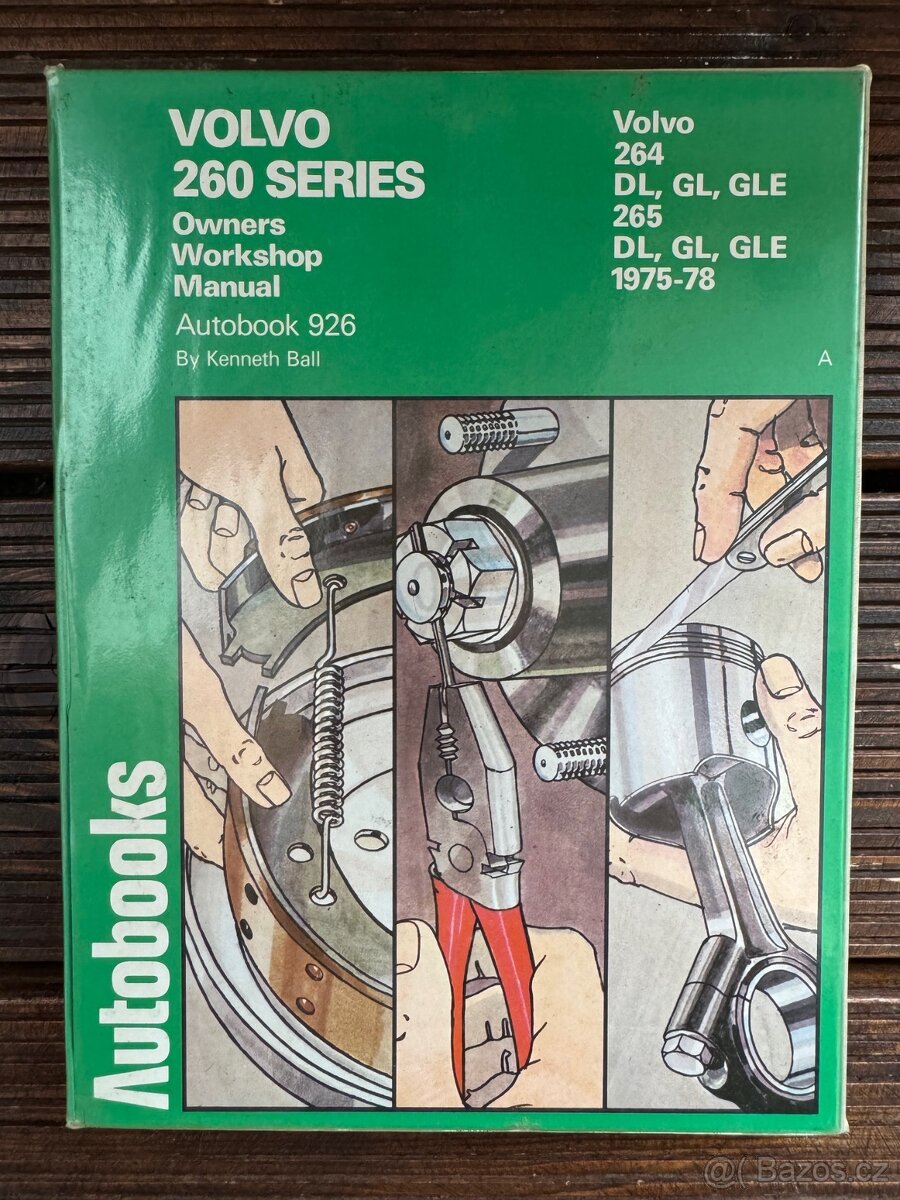 VOLVO
260 SERIES
Owners
Workshop
Manual
Autobook 926
By Kenneth Ball
Volvo
264
DL, GL, GLE
265
DL, GL, GLE
1975-78
A
Autobooks
@( Bazoš.cz